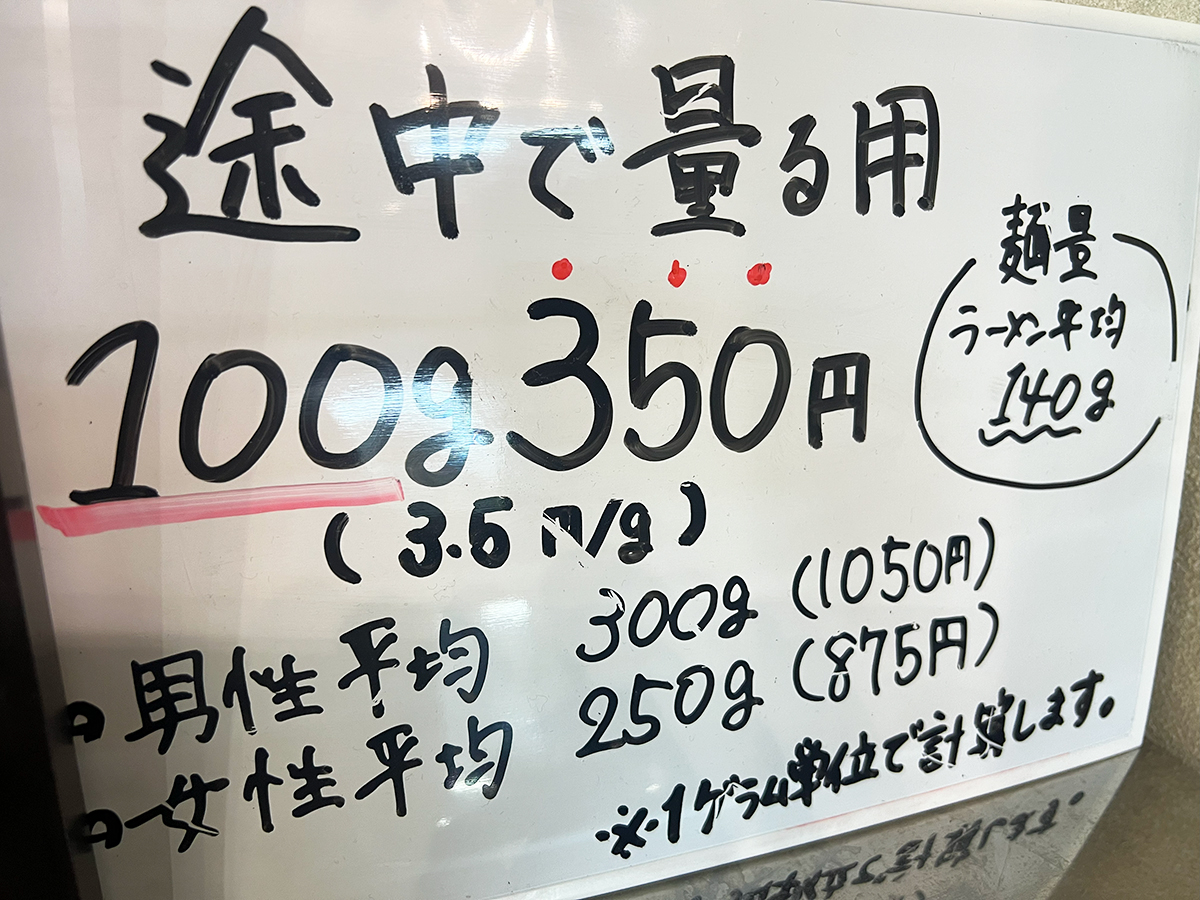 途中で量る用
100g 350円
(3.5円/g)
麺量
ラーメン平均
140g
男性平均 300g (1050円)
女性平均 250g (875円)
※1グラム単位で計算します。